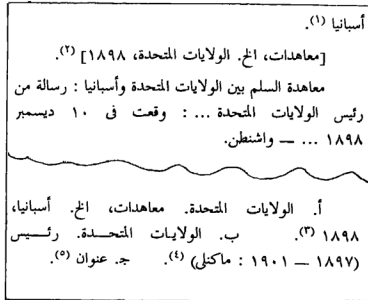 أسبانيا (١).
[معاهدات، الخ. الولايات المتحدة، ١٨٩٨] (٢).
معاهدة السلم بين الولايات المتحدة وأسبانيا : رسالة من
رئيس الولايات المتحدة ... : وقعت فى ١٠ ديسمبر
١٨٩٨ ... — واشنطن.
أ. الولايات المتحدة. معاهدات، الخ. أسبانيا،
١٨٩٨ (٣). ب. الولايات المتحدة. رئيس
(١٨٩٧ — ١٩٠١ : ماكنلى) (٤). جـ. عنوان (٥).